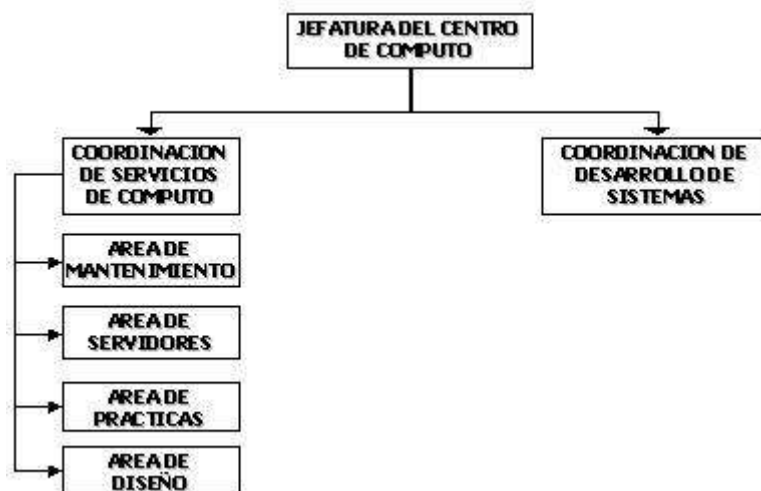 JEFATURA DEL CENTRO
DE COMPUTO
COORDINACION
DE SERVICIOS
DE COMPUTO
COORDINACION DE
DESARROLLO DE
SISTEMAS
AREA DE
MANTENIMIENTO
AREA DE
SERVIDORES
AREA DE
PRACTICAS
AREA DE
DISEÑO